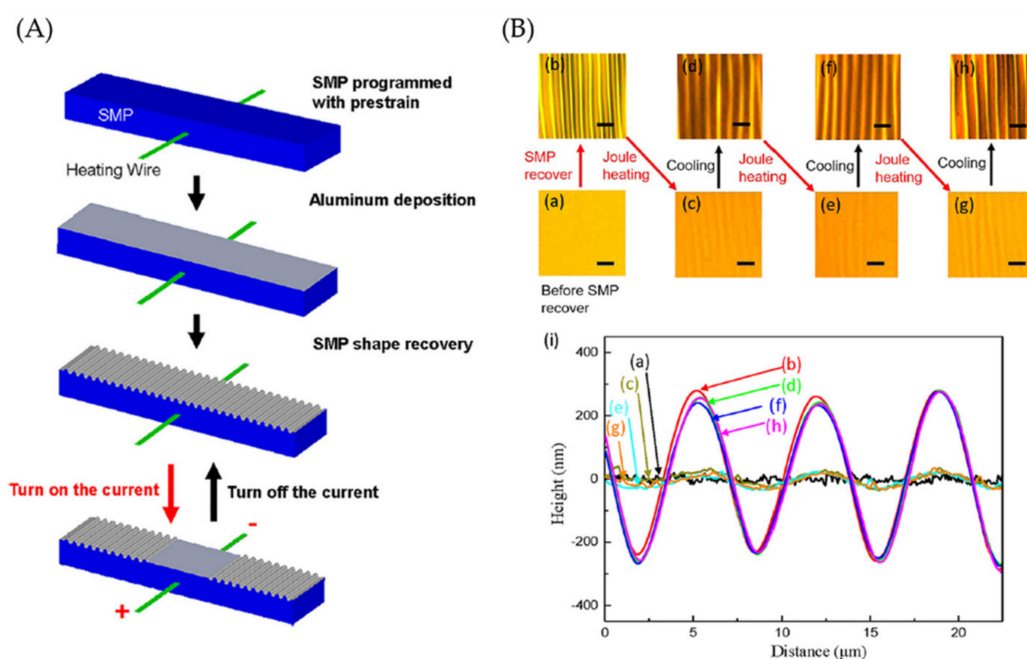 (A)
SMP programmed
with prestrain
SMP
Heating Wire
Aluminum deposition
SMP shape recovery
Turn on the current
Turn off the current
-
+
(B)
(b)
(d)
(f)
(h)
SMP
recover
Joule
heating
Cooling
Joule
heating
Cooling
Joule
heating
Cooling
(a)
(c)
(e)
(g)
Before SMP
recover
(i)
400
200
0
-200
-400
Height (nm)
(a)
(c)
(e)
(g)
(b)
(d)
(f)
(h)
0
5
10
15
20
Distance (μm)